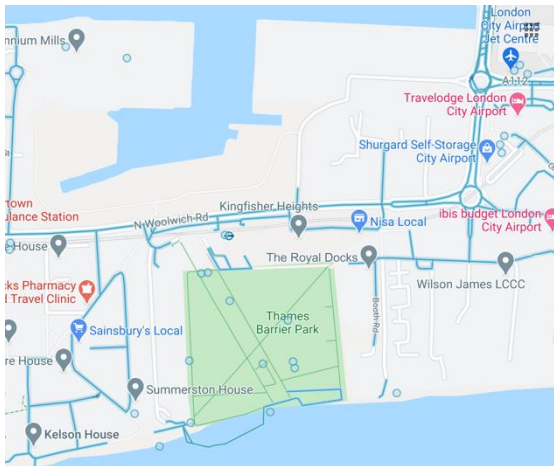 London
City Airport
Jet Centre
nnium Mills
A112
Travelodge London
City Airport
Shurgard Self-Storage
City Airport
Kingfisher Heights
rtown
ulance Station
N Woolwich Rd
Nisa Local
ibis budget London
City Airport
e House
The Royal Docks
Wilson James LCCC
cks Pharmacy
d Travel Clinic
Thames
Barrier Park
Booth Rd
Sainsbury's Local
re House
Summerston House
Kelson House